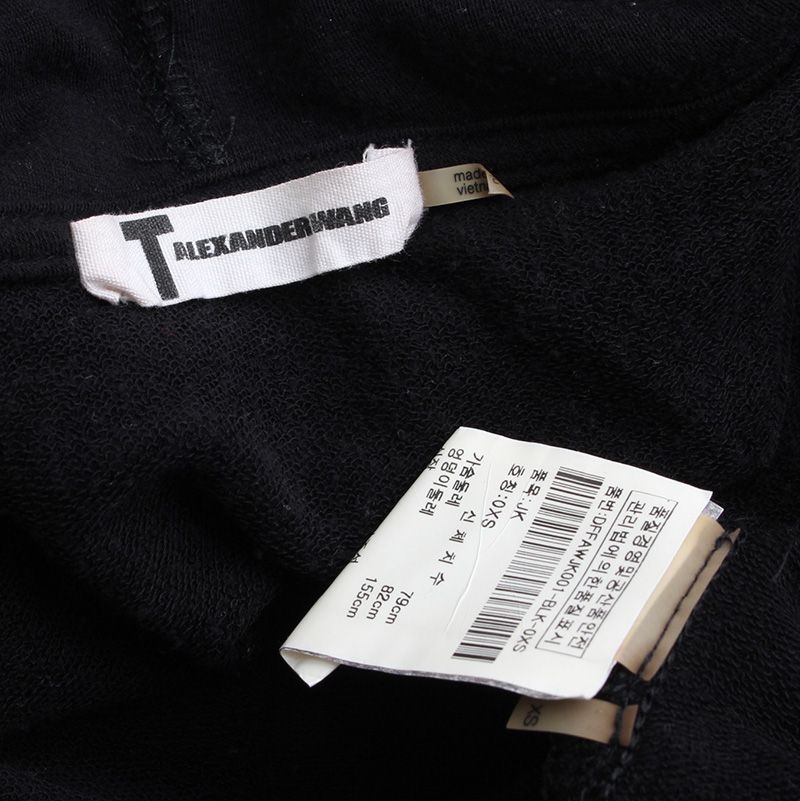 T ALEXANDERWANG
made
vietn
품질경영및공산품안전
관리법에의한품질표시
품번:DFFAWJK001-BLK-0XS
품 목:JK
호 칭:0XS
신 체 치 수
가슴둘레 79cm
엉덩이둘레 82cm
155cm
XS